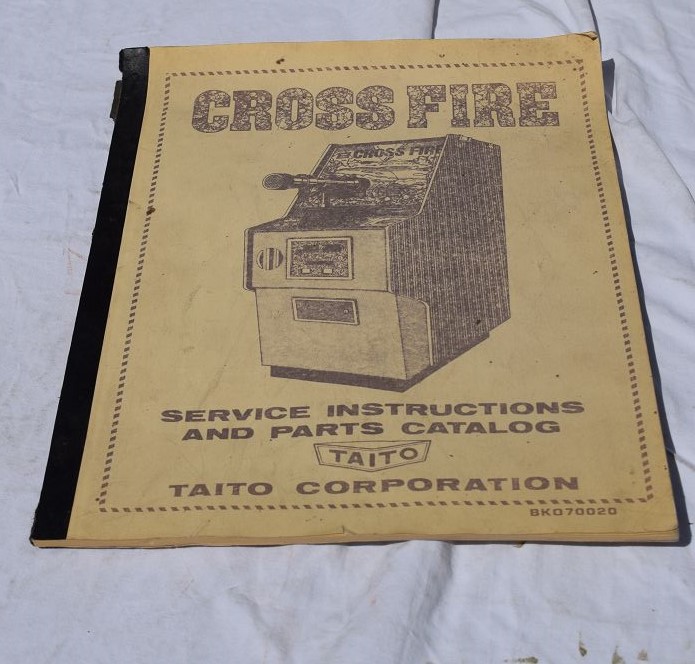 CROSS FIRE
CROSS FIRE
SERVICE INSTRUCTIONS
AND PARTS CATALOG
TAITO
TAITO CORPORATION
BK070020